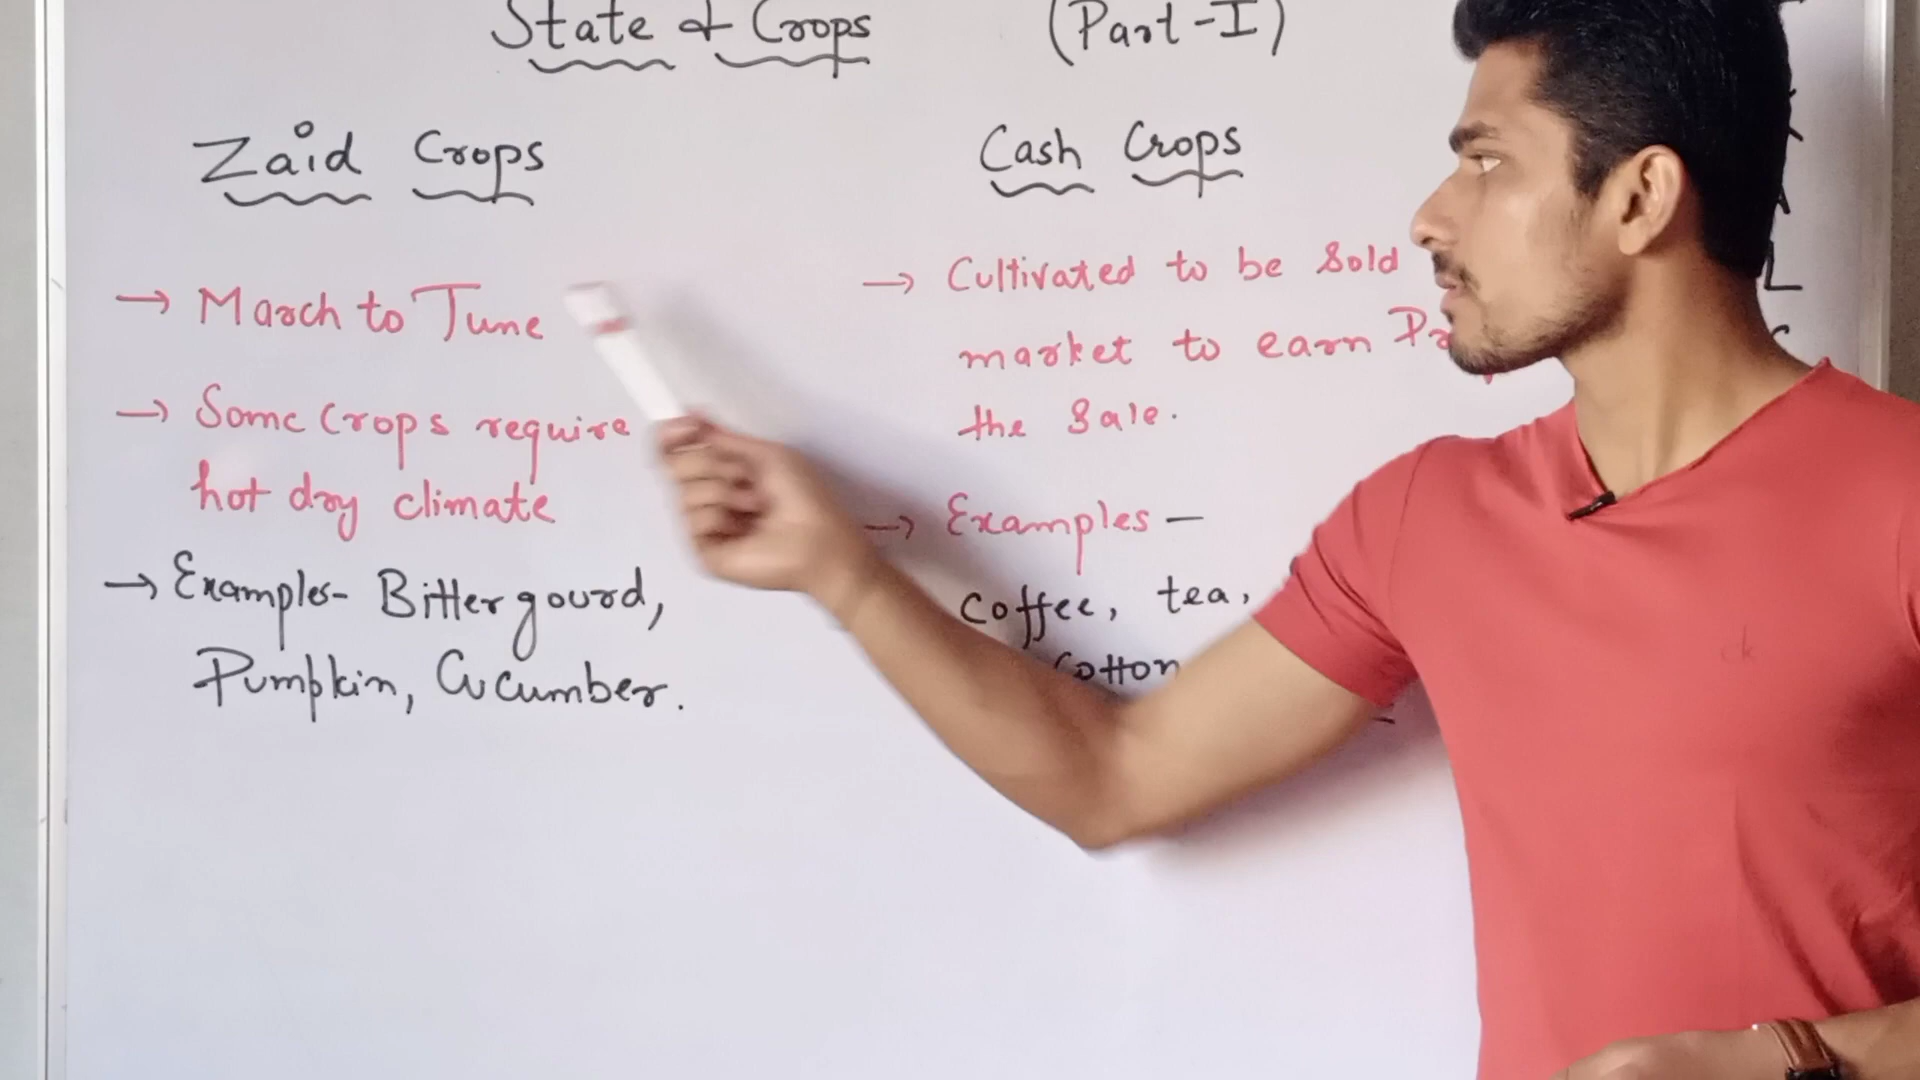 State & Crops (Part-I)
Zaid Crops
→ March to June
→ Some Crops require
hot dry climate
→ Examples- Bitter gourd,
Pumpkin, Cucumber.
Cash Crops
→ Cultivated to be Sold
market to earn
the Sale.
→ Examples –
Coffee, tea,
Cotton